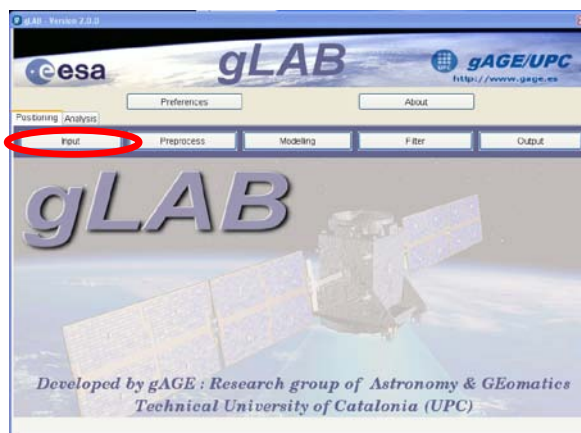 gLAB - Version 2.0.0
esa
gLAB
gAGE/UPC
http://www.gage.es
Preferences
About
Positioning
Analysis
Input
Preprocess
Modelling
Filter
Output
gLAB
Developed by gAGE : Research group of Astronomy & GEomatics
Technical University of Catalonia (UPC)